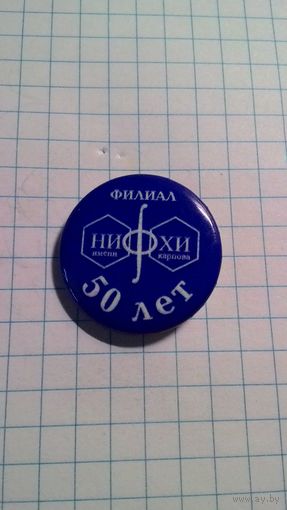 ФИЛИАЛ
НИФХИ
имени карпова
50 лет
www.ay.by